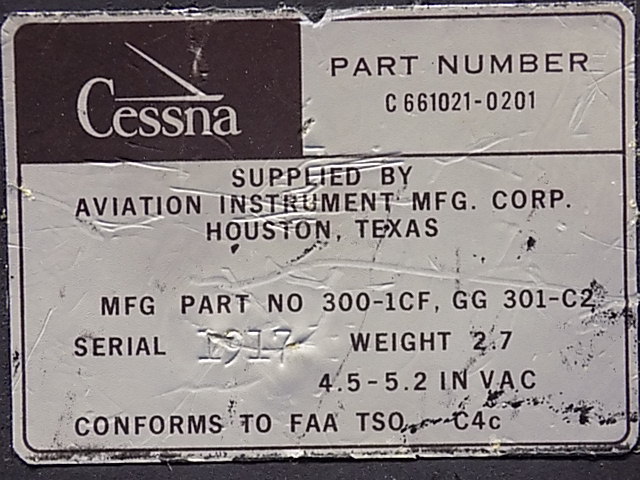 Cessna
PART NUMBER
C661021-0201
SUPPLIED BY
AVIATION INSTRUMENT MFG. CORP.
HOUSTON, TEXAS
MFG PART NO 300-1CF, GG 301-C2
SERIAL 1917 WEIGHT 2.7
4.5-5.2 IN VAC
CONFORMS TO FAA TSO C4c